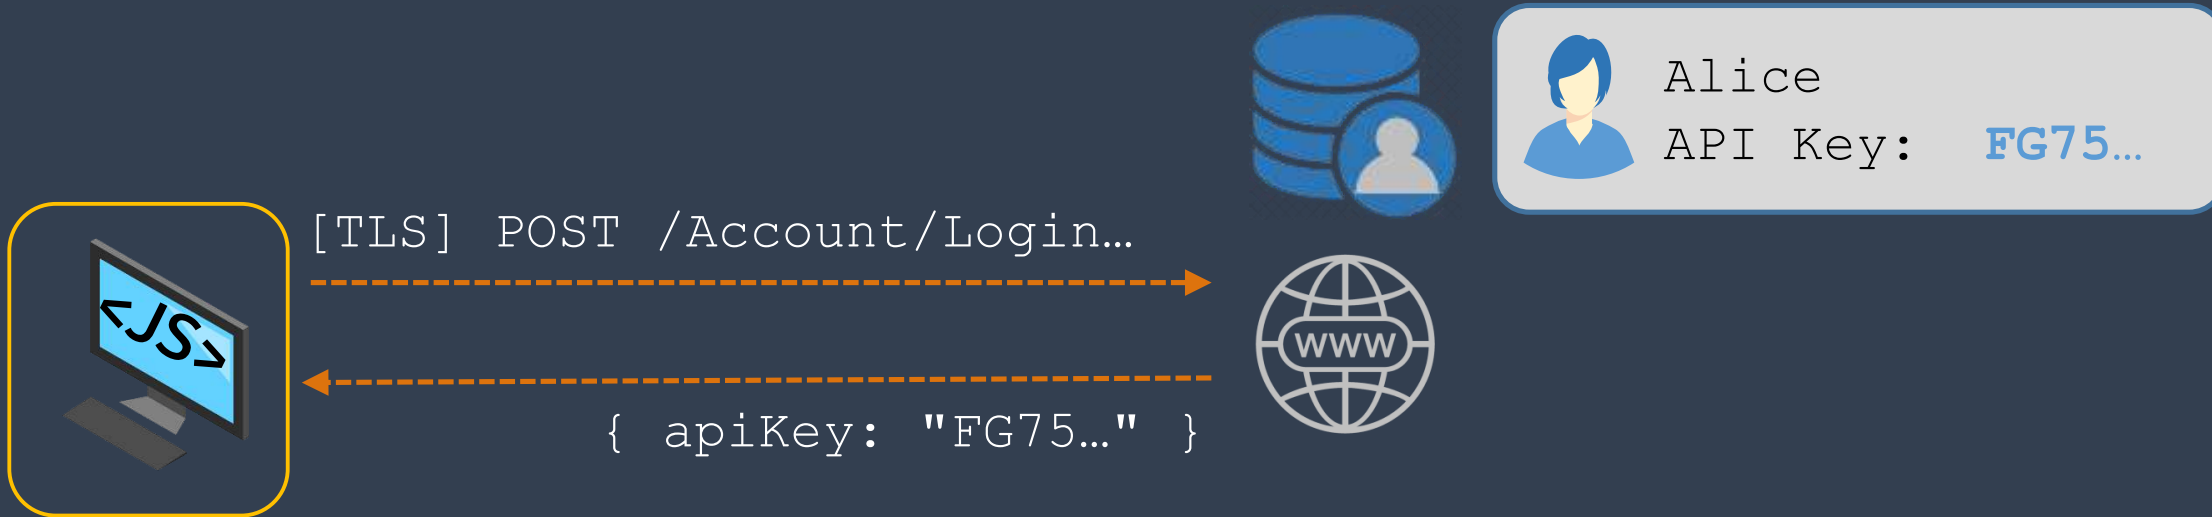 Alice
API Key: FG75…
[TLS] POST /Account/Login…
<JS>
WWW
{ apiKey: "FG75…" }